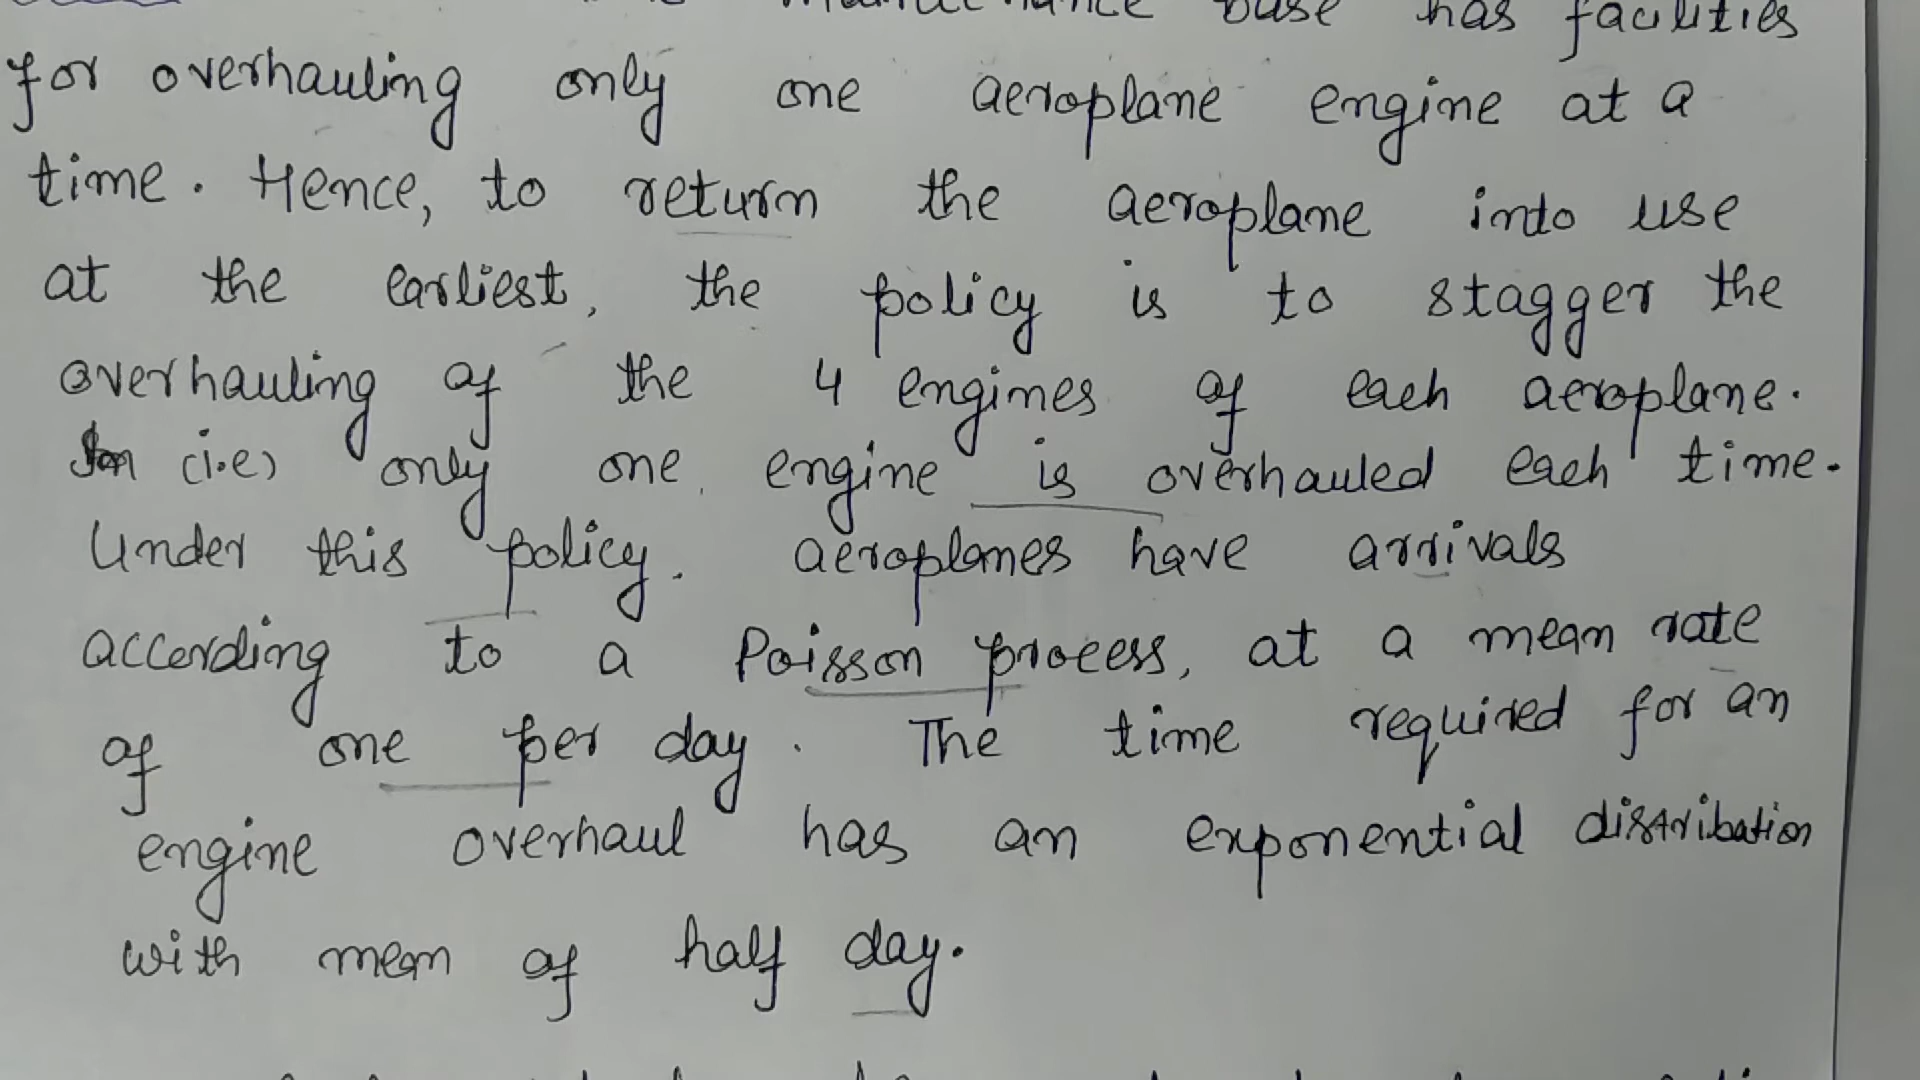 base has facilities
for overhauling only one aeroplane engine at a
time. Hence, to return the aeroplane into use
at the earliest, the policy is to stagger the
overhauling of the 4 engines of each aeroplane.
(i.e) only one engine is overhauled each time.
Under this policy. aeroplanes have arrivals
according to a Poisson process, at a mean rate
of one per day. The time required for an
engine overhaul has an exponential distribation
with mean of half day.